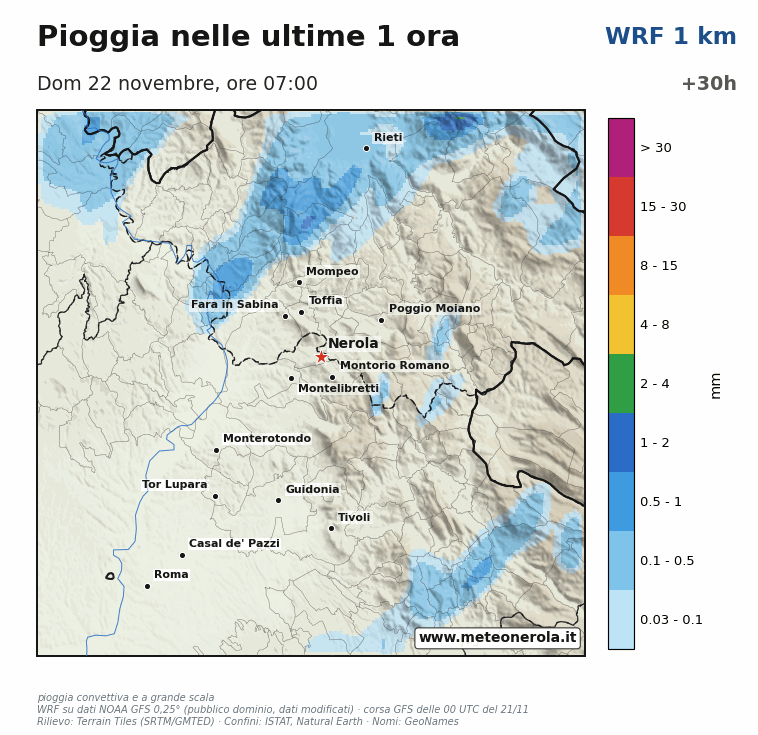 Pioggia nelle ultime 1 ora
WRF 1 km
Dom 22 novembre, ore 07:00
+30h
Rieti
Mompeo
Fara in Sabina
Toffia
Poggio Moiano
Nerola
Montorio Romano
Montelibretti
Monterotondo
Tor Lupara
Guidonia
Tivoli
Casal de' Pazzi
Roma
www.meteonerola.it
> 30
15 - 30
8 - 15
4 - 8
2 - 4
1 - 2
0.5 - 1
0.1 - 0.5
0.03 - 0.1
mm
pioggia convettiva e a grande scala
WRF su dati NOAA GFS 0,25° (pubblico dominio, dati modificati) · corsa GFS delle 00 UTC del 21/11
Rilievo: Terrain Tiles (SRTM/GMTED) · Confini: ISTAT, Natural Earth · Nomi: GeoNames